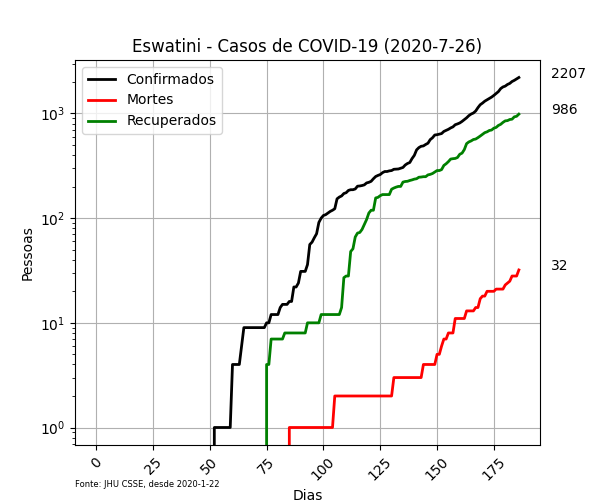 Eswatini - Casos de COVID-19 (2020-7-26)
Confirmados
Mortes
Recuperados
2207
986
32
10³
10²
10¹
10⁰
Pessoas
0
25
50
75
100
125
150
175
Fonte: JHU CSSE, desde 2020-1-22
Dias